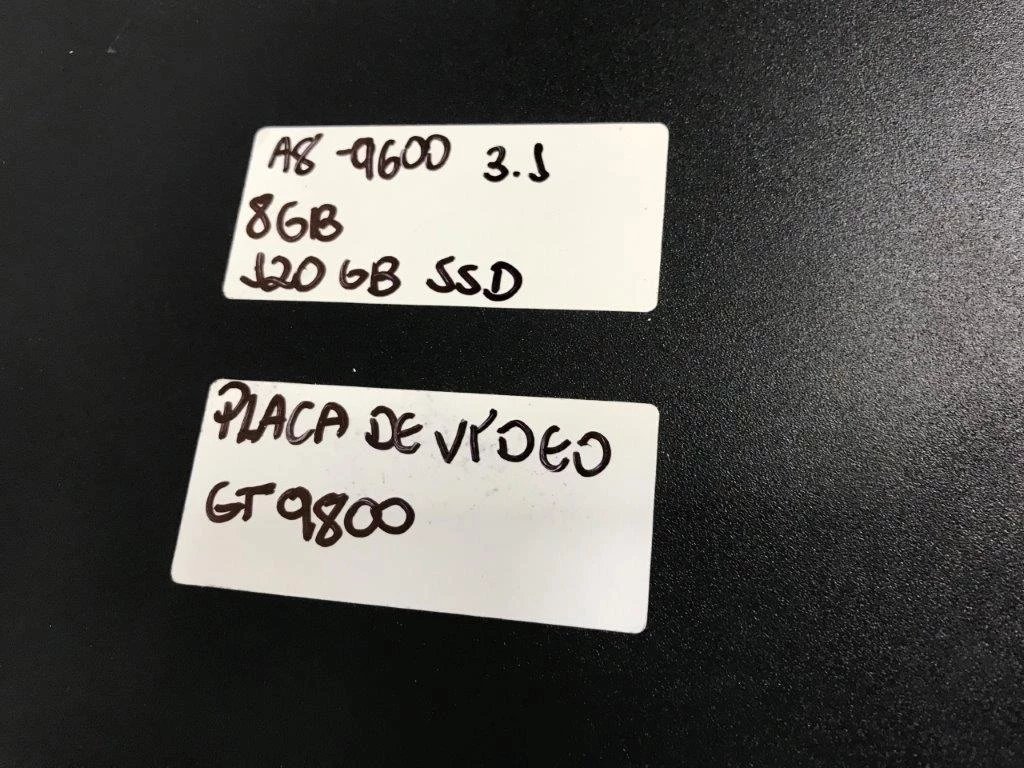 A8-9600 3.1
8GB
120 GB SSD
PLACA DE VÍDEO
GT 9800